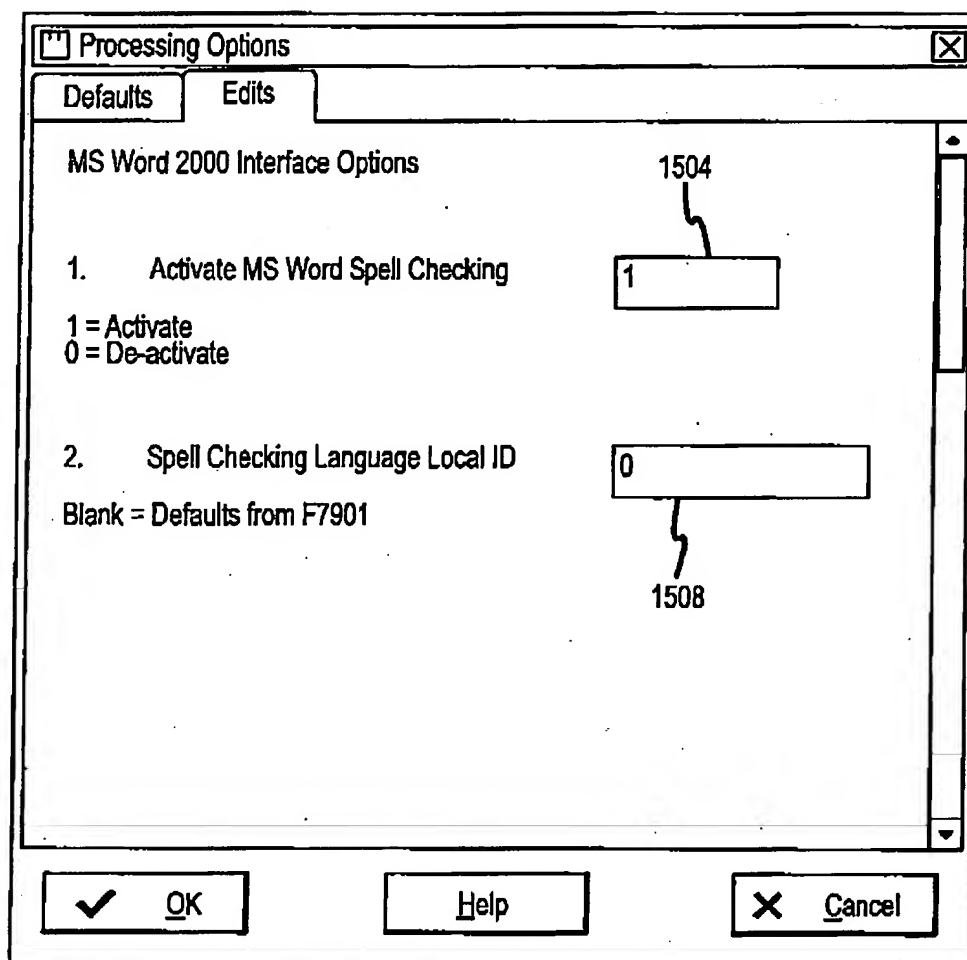 Processing Options
Defaults Edits
MS Word 2000 Interface Options
1504
1. Activate MS Word Spell Checking
1
1 = Activate
0 = De-activate
2. Spell Checking Language Local ID
0
Blank = Defaults from F7901
1508
OK Help Cancel